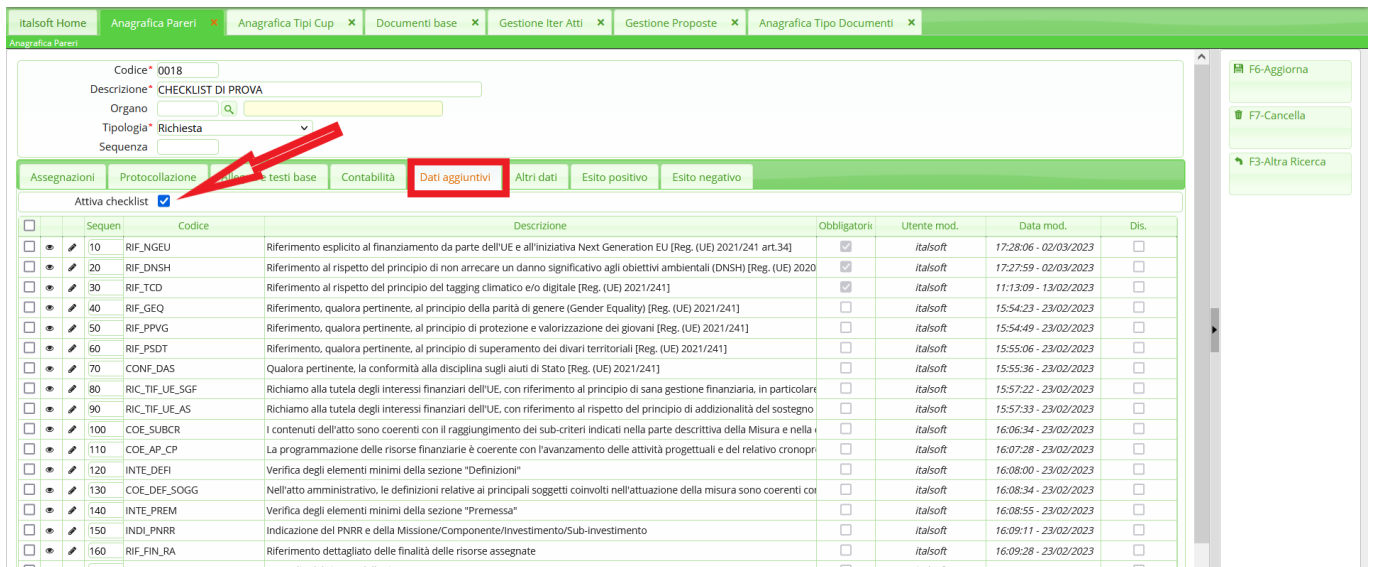 italsoft Home Anagrafica Pareri × Anagrafica Tipi Cup × Documenti base × Gestione Iter Atti × Gestione Proposte × Anagrafica Tipo Documenti ×
Anagrafica Pareri
Codice* 0018
Descrizione* CHECKLIST DI PROVA
Organo
Tipologia* Richiesta
Sequenza
F6-Aggiorna
F7-Cancella
F3-Altra Ricerca
Assegnazioni Protocollazione testi base Contabilità Dati aggiuntivi Altri dati Esito positivo Esito negativo
Attiva checklist
Sequen Codice Descrizione Obbligatorio Utente mod. Data mod. Dis.
10 RIF_NGEU Riferimento esplicito al finanziamento da parte dell'UE e all'iniziativa Next Generation EU [Reg. (UE) 2021/241 art.34] italsoft 17:28:06 - 02/03/2023
20 RIF_DNSH Riferimento al rispetto del principio di non arrecare un danno significativo agli obiettivi ambientali (DNSH) [Reg. (UE) 2020 italsoft 17:27:59 - 02/03/2023
30 RIF_TCD Riferimento al rispetto del principio del tagging climatico e/o digitale [Reg. (UE) 2021/241] italsoft 11:13:09 - 13/02/2023
40 RIF_GEQ Riferimento, qualora pertinente, al principio della parità di genere (Gender Equality) [Reg. (UE) 2021/241] italsoft 15:54:23 - 23/02/2023
50 RIF_PPVG Riferimento, qualora pertinente, al principio di protezione e valorizzazione dei giovani [Reg. (UE) 2021/241] italsoft 15:54:49 - 23/02/2023
60 RIF_PSDT Riferimento, qualora pertinente, al principio di superamento dei divari territoriali [Reg. (UE) 2021/241] italsoft 15:55:06 - 23/02/2023
70 CONF_DAS Qualora pertinente, la conformità alla disciplina sugli aiuti di Stato [Reg. (UE) 2021/241] italsoft 15:55:36 - 23/02/2023
80 RIC_TIF_UE_SGF Richiamo alla tutela degli interessi finanziari dell'UE, con riferimento al principio di sana gestione finanziaria, in particolare italsoft 15:57:22 - 23/02/2023
90 RIC_TIF_UE_AS Richiamo alla tutela degli interessi finanziari dell'UE, con riferimento al rispetto del principio di addizionalità del sostegno italsoft 15:57:33 - 23/02/2023
100 COE_SUBCR I contenuti dell'atto sono coerenti con il raggiungimento dei sub-criteri indicati nella parte descrittiva della Misura e nella italsoft 16:06:34 - 23/02/2023
110 COE_AP_CP La programmazione delle risorse finanziarie è coerente con l'avanzamento delle attività progettuali e del relativo cronopr italsoft 16:07:28 - 23/02/2023
120 INTE_DEFI Verifica degli elementi minimi della sezione "Definizioni" italsoft 16:08:00 - 23/02/2023
130 COE_DEF_SOGG Nell'atto amministrativo, le definizioni relative ai principali soggetti coinvolti nell'attuazione della misura sono coerenti con italsoft 16:08:34 - 23/02/2023
140 INTE_PREM Verifica degli elementi minimi della sezione "Premessa" italsoft 16:08:55 - 23/02/2023
150 INDI_PNRR Indicazione del PNRR e della Missione/Componente/Investimento/Sub-investimento italsoft 16:09:11 - 23/02/2023
160 RIF_FIN_RA Riferimento dettagliato delle finalità delle risorse assegnate italsoft 16:09:28 - 23/02/2023